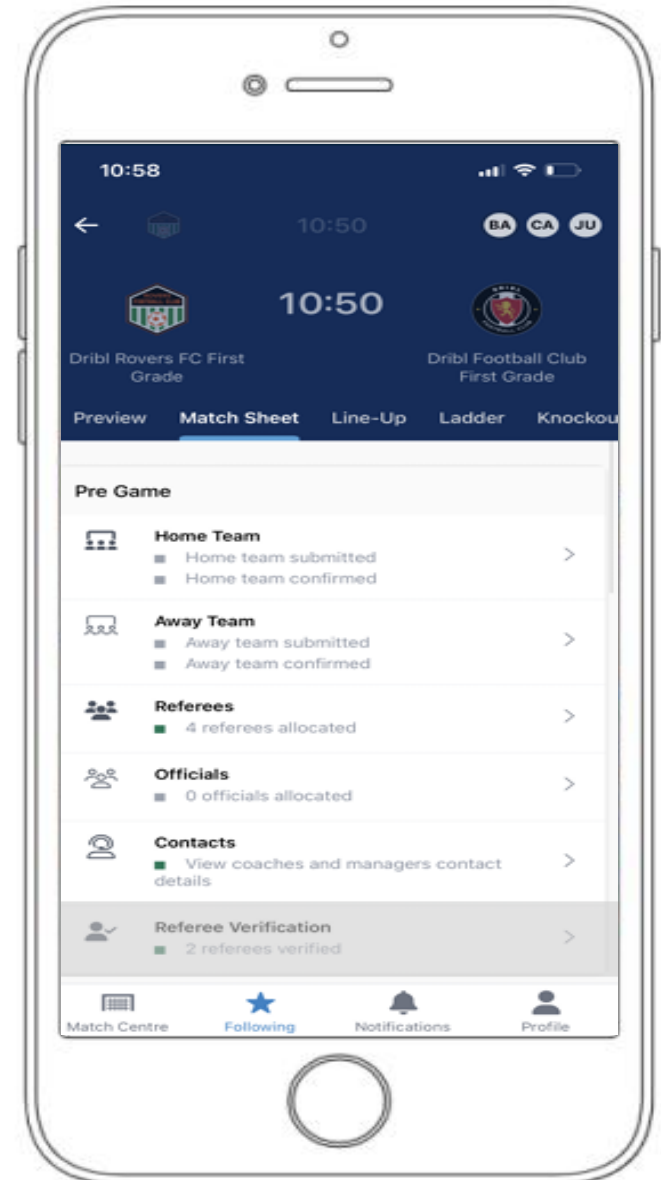 10:58
10:50
BA CA JU
10:50
Dribl Rovers FC First
Grade
Dribl Football Club
First Grade
Preview Match Sheet Line-Up Ladder Knockou
Pre Game
Home Team
Home team submitted
Home team confirmed
Away Team
Away team submitted
Away team confirmed
Referees
4 referees allocated
Officials
0 officials allocated
Contacts
View coaches and managers contact
details
Referee Verification
2 referees verified
Match Centre Following Notifications Profile